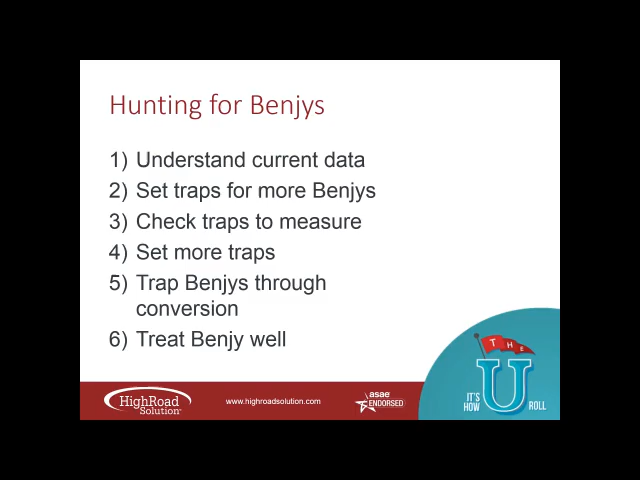 Hunting for Benjys
1) Understand current data
2) Set traps for more Benjys
3) Check traps to measure
4) Set more traps
5) Trap Benjys through
conversion
6) Treat Benjy well
HighRoad
Solution
www.highroadsolution.com
asae
ENDORSED
THE
U
IT'S
HOW
ROLL